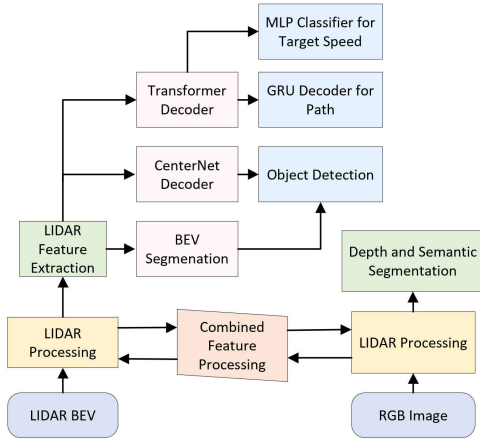 MLP Classifier for
Target Speed
Transformer
Decoder
GRU Decoder for
Path
CenterNet
Decoder
Object Detection
LIDAR
Feature
Extraction
BEV
Segmenation
Depth and Semantic
Segmentation
LIDAR
Processing
Combined
Feature
Processing
LIDAR Processing
LIDAR BEV
RGB Image